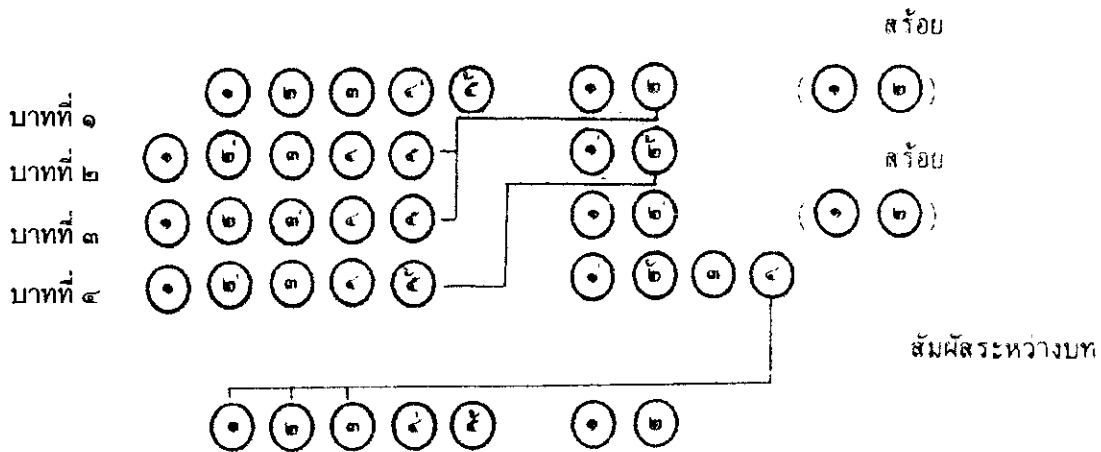 สร้อย
บาทที่ ๑ ๑ ๒ ๓ ๔่ ๕้ ๑ ๒ (๑ ๒)
บาทที่ ๒ ๑ ๒่ ๓ ๔ ๕ ๑่ ๒้
สร้อย
บาทที่ ๓ ๑ ๒ ๓่ ๔ ๕ ๑ ๒่ (๑ ๒)
บาทที่ ๔ ๑ ๒่ ๓ ๔ ๕้ ๑่ ๒้ ๓ ๔
สัมผัสระหว่างบท
๑ ๒ ๓ ๔่ ๕้ ๑ ๒